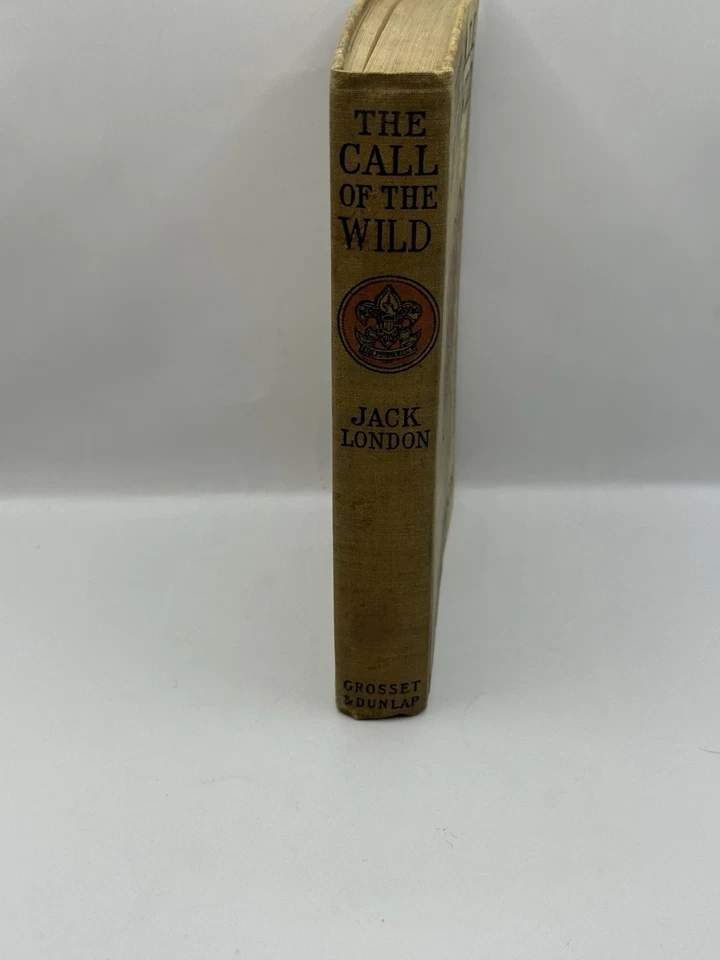 THE
CALL
OF THE
WILD
JACK
LONDON
GROSSET
& DUNLAP